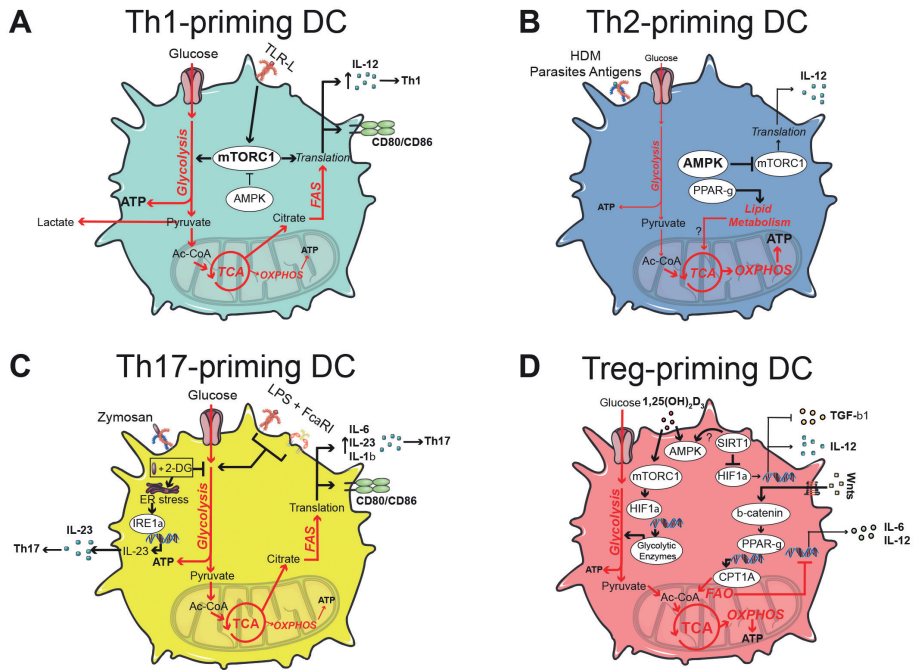 A
Th1-priming DC
Glucose
TLR-L
IL-12
Th1
CD80/CD86
Glycolysis
mTORC1
Translation
AMPK
FAS
ATP
Lactate
Pyruvate
Citrate
Ac-CoA
TCA
OXPHOS
ATP
B
Th2-priming DC
HDM
Parasites Antigens
Glucose
IL-12
Translation
Glycolysis
AMPK
mTORC1
PPAR-g
ATP
Lipid
Metabolism
Pyruvate
?
ATP
Ac-CoA
TCA
OXPHOS
C
Th17-priming DC
Glucose
LPS + FcaRI
Zymosan
IL-6
IL-23
IL-1b
Th17
+ 2-DG
CD80/CD86
ER stress
Translation
IRE1a
Glycolysis
FAS
IL-23
Th17
IL-23
ATP
Citrate
Pyruvate
Ac-CoA
TCA
OXPHOS
ATP
D
Treg-priming DC
Glucose
1,25(OH)₂D₃
TGF-b1
?
SIRT1
AMPK
IL-12
mTORC1
HIF1a
Wnts
HIF1a
b-catenin
Glycolysis
IL-6
IL-12
Glycolytic
Enzymes
PPAR-g
ATP
CPT1A
Pyruvate
Ac-CoA
FAO
TCA
OXPHOS
ATP